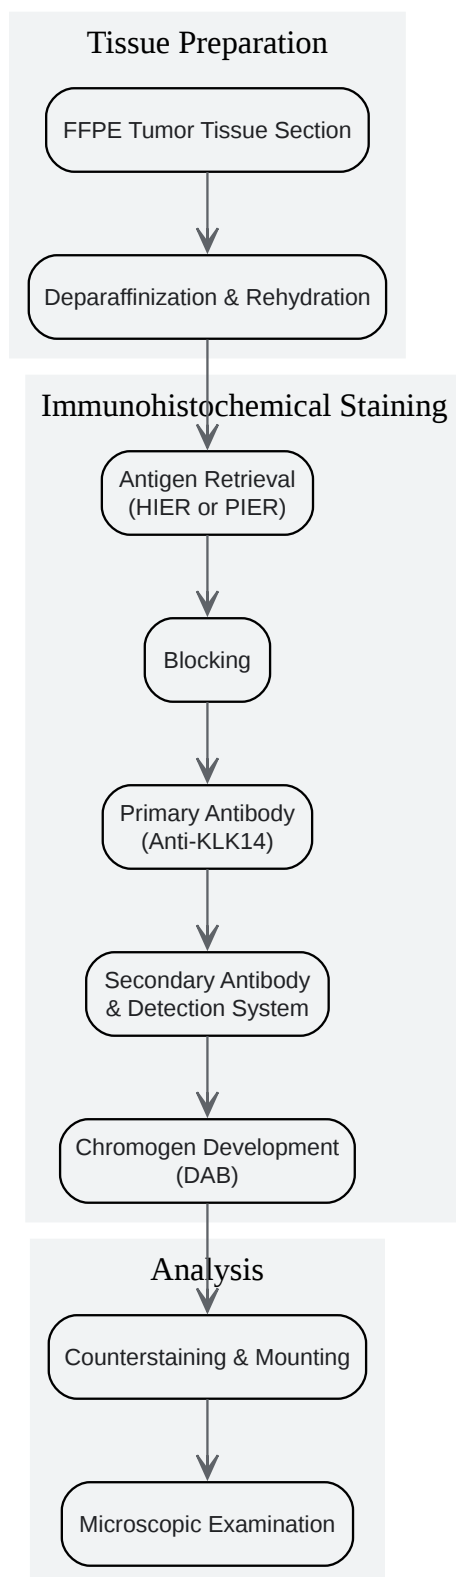 Tissue Preparation
FFPE Tumor Tissue Section
Deparaffinization & Rehydration
Immunohistochemical Staining
Antigen Retrieval
(HIER or PIER)
Blocking
Primary Antibody
(Anti-KLK14)
Secondary Antibody
& Detection System
Chromogen Development
(DAB)
Analysis
Counterstaining & Mounting
Microscopic Examination